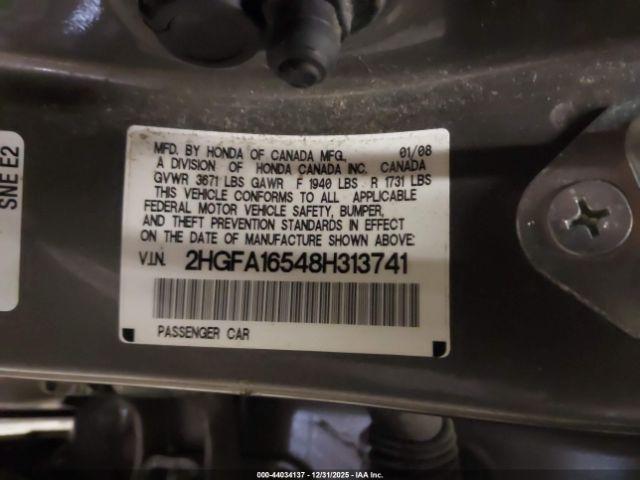 SNE E2
MFD. BY HONDA OF CANADA MFG., 01/08
A DIVISION OF HONDA CANADA INC. CANADA
GVWR 3671 LBS GAWR F 1940 LBS R 1731 LBS
THIS VEHICLE CONFORMS TO ALL APPLICABLE
FEDERAL MOTOR VEHICLE SAFETY, BUMPER,
AND THEFT PREVENTION STANDARDS IN EFFECT
ON THE DATE OF MANUFACTURE SHOWN ABOVE:
V.I.N. 2HGFA16548H313741
PASSENGER CAR
000-44034137 - 12/31/2025 - IAA Inc.